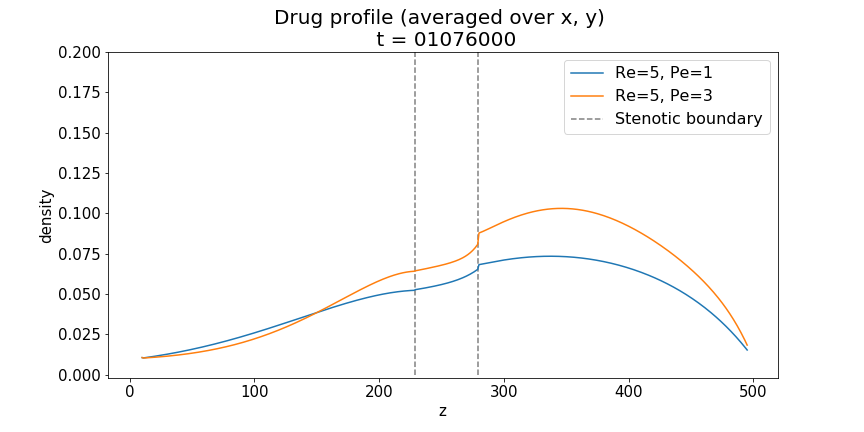 Drug profile (averaged over x, y)
t = 01076000
0.200
0.175
0.150
0.125
0.100
0.075
0.050
0.025
0.000
density
0 100 200 300 400 500
z
Re=5, Pe=1
Re=5, Pe=3
Stenotic boundary